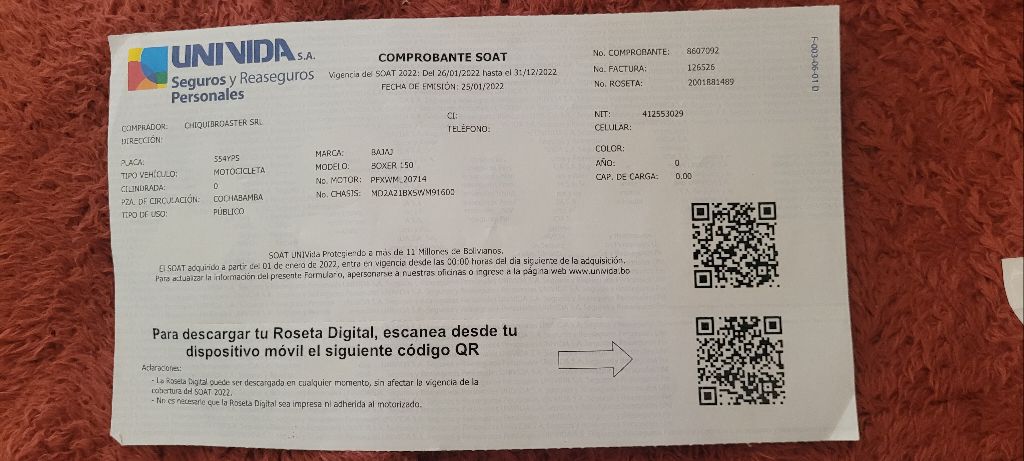 UNIVIDA S.A.
Seguros y Reaseguros
Personales
COMPROBANTE SOAT
Vigencia del SOAT 2022: Del 26/01/2022 hasta el 31/12/2022
FECHA DE EMISIÓN: 25/01/2022
No. COMPROBANTE: 8607092
No. FACTURA: 126526
No. ROSETA: 2001881489
F-003-06-01 D
COMPRADOR: CHIQUIBROASTER SRL
DIRECCIÓN:
CI:
TELÉFONO:
NIT: 412553029
CELULAR:
PLACA: 554YPS
TIPO VEHÍCULO: MOTOCICLETA
CILINDRADA: 0
PZA. DE CIRCULACIÓN: COCHABAMBA
TIPO DE USO: PÚBLICO
MARCA: BAJAJ
MODELO: BOXER 150
No. MOTOR: PFXWML20714
No. CHASIS: MD2A21BX5WM91600
COLOR:
AÑO: 0
CAP. DE CARGA: 0.00
SOAT UNIVida Protegiendo a más de 11 Millones de Bolivianos.
El SOAT adquirido a partir del 01 de enero de 2022, entra en vigencia desde las 00:00 horas del día siguiente de la adquisición.
Para actualizar la información del presente Formulario, apersonarse a nuestras oficinas o ingrese a la página web www.univida.bo
Para descargar tu Roseta Digital, escanea desde tu
dispositivo móvil el siguiente código QR
Aclaraciones:
- La Roseta Digital puede ser descargada en cualquier momento, sin afectar la vigencia de la
cobertura del SOAT 2022.
- No es necesario que la Roseta Digital sea impresa ni adherida al motorizado.